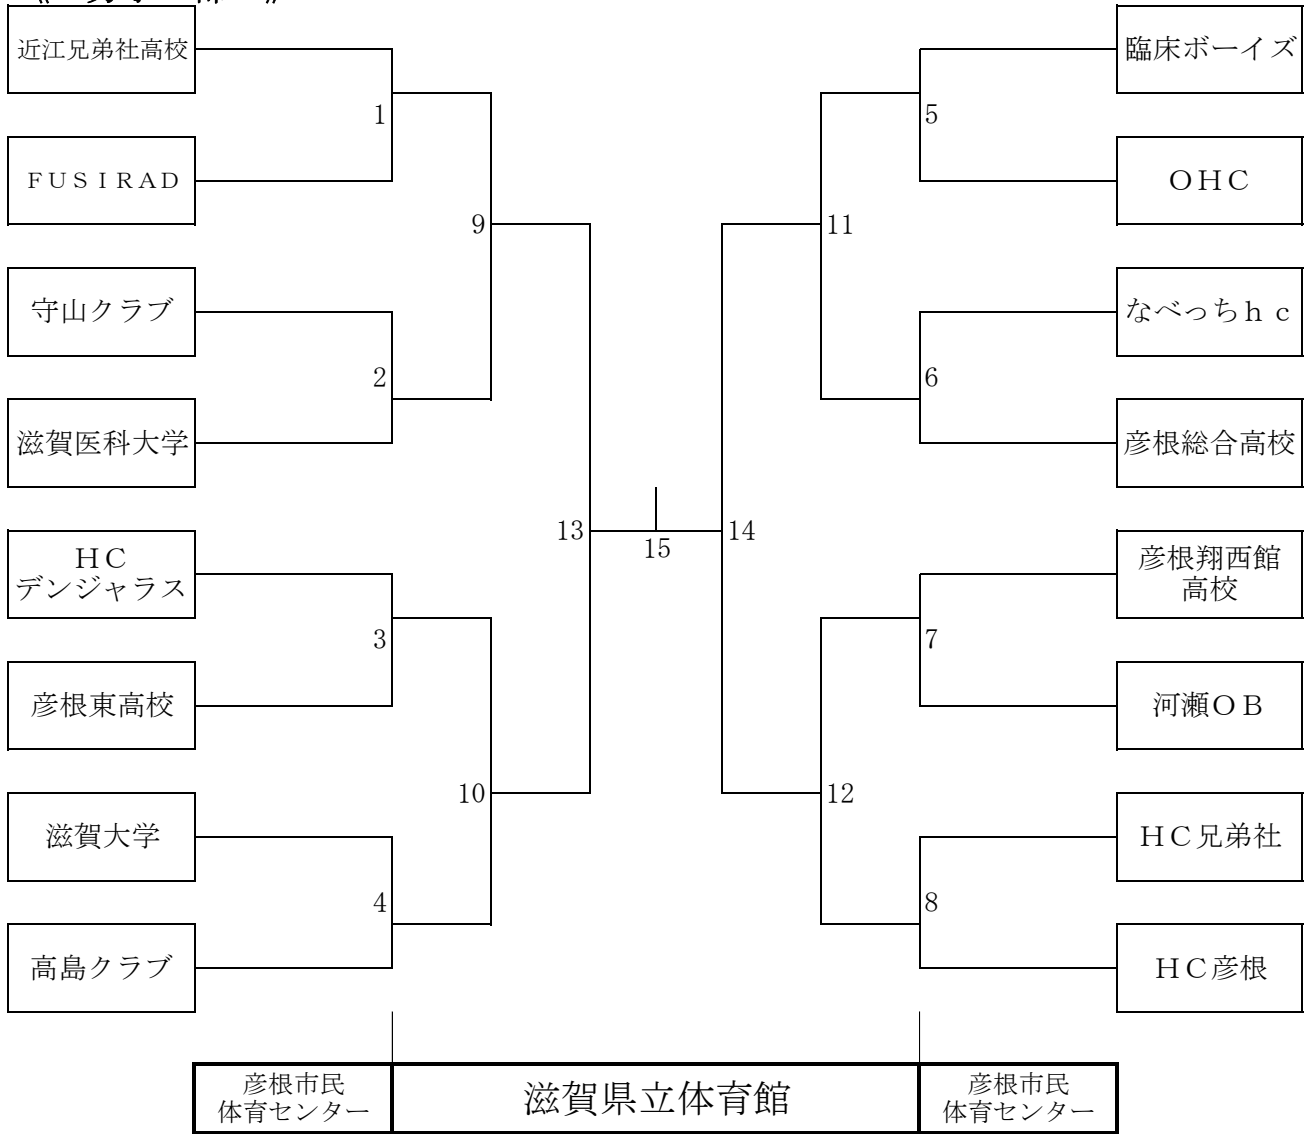 近江兄弟社高校
臨床ボーイズ
1
5
ＦＵＳＩＲＡＤ
ＯＨＣ
9
11
守山クラブ
なべっちｈｃ
2
6
滋賀医科大学
彦根総合高校
13
15
14
ＨＣ
デンジャラス
彦根翔西館
高校
3
7
彦根東高校
河瀬ＯＢ
10
12
滋賀大学
ＨＣ兄弟社
4
8
高島クラブ
ＨＣ彦根
彦根市民
体育センター
滋賀県立体育館
彦根市民
体育センター